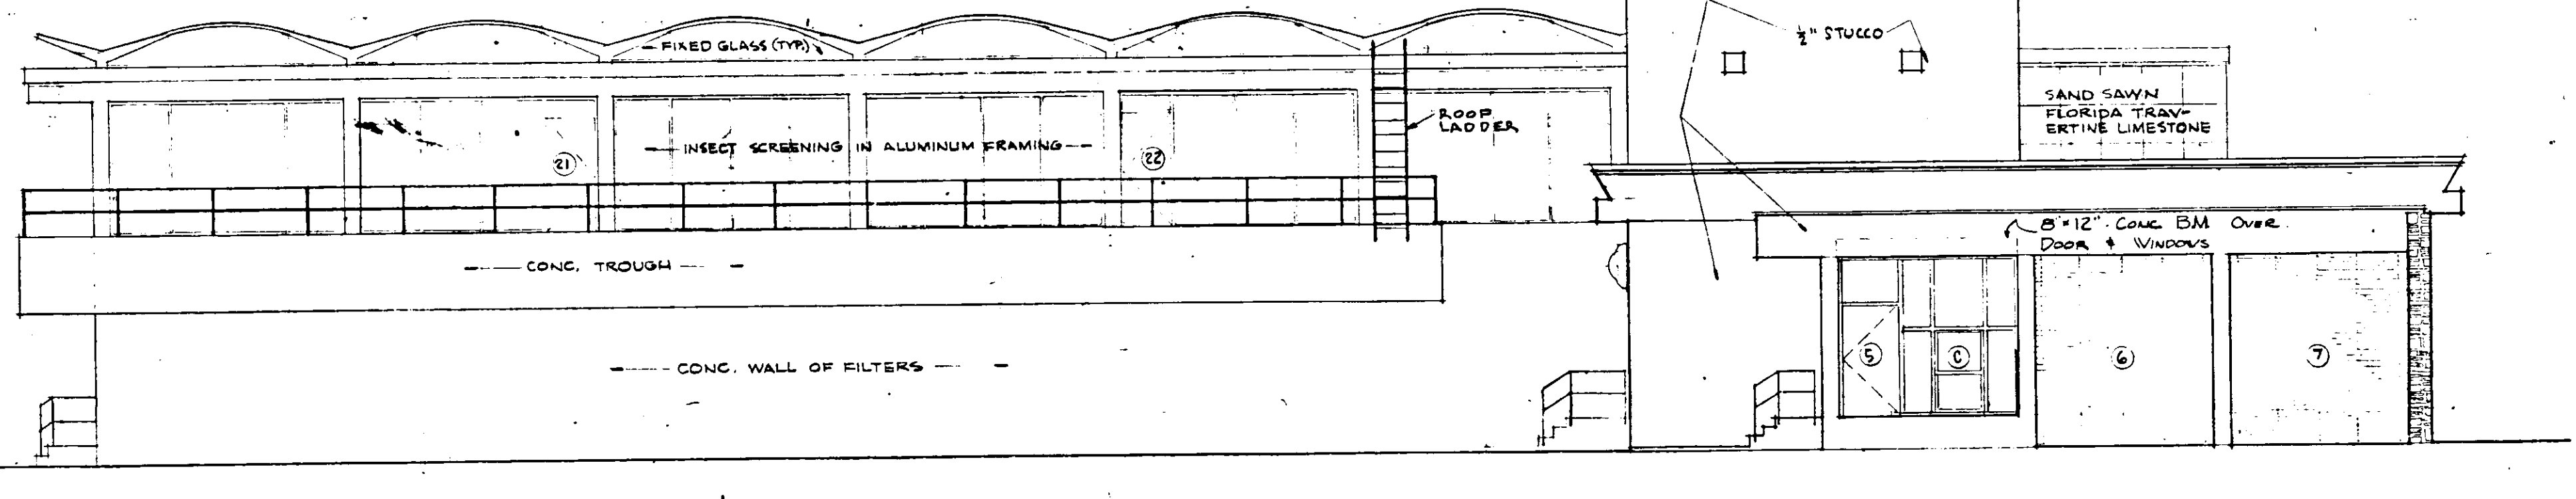 FIXED GLASS (TYP.)
½" STUCCO
SAND SAWN
FLORIDA TRAV-
ERTINE LIMESTONE
ROOF
LADDER
INSECT SCREENING IN ALUMINUM FRAMING
21
22
8"x12" CONC BM OVER
DOOR & WINDOWS
CONC. TROUGH
CONC. WALL OF FILTERS
5
C
6
7